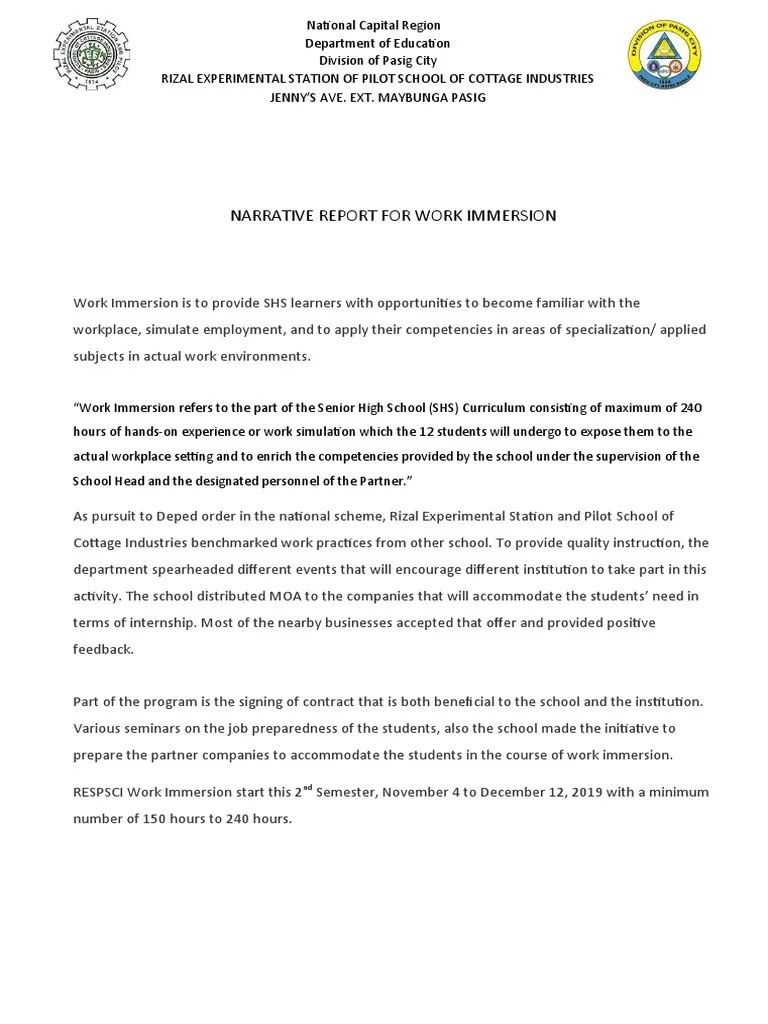 National Capital Region
Department of Education
Division of Pasig City
RIZAL EXPERIMENTAL STATION OF PILOT SCHOOL OF COTTAGE INDUSTRIES
JENNY'S AVE. EXT. MAYBUNGA PASIG
DIVISION OF PASIG CITY
1914
NARRATIVE REPORT FOR WORK IMMERSION
Work Immersion is to provide SHS learners with opportunities to become familiar with the
workplace, simulate employment, and to apply their competencies in areas of specialization/ applied
subjects in actual work environments.
“Work Immersion refers to the part of the Senior High School (SHS) Curriculum consisting of maximum of 240
hours of hands-on experience or work simulation which the 12 students will undergo to expose them to the
actual workplace setting and to enrich the competencies provided by the school under the supervision of the
School Head and the designated personnel of the Partner.”
As pursuit to Deped order in the national scheme, Rizal Experimental Station and Pilot School of
Cottage Industries benchmarked work practices from other school. To provide quality instruction, the
department spearheaded different events that will encourage different institution to take part in this
activity. The school distributed MOA to the companies that will accommodate the students’ need in
terms of internship. Most of the nearby businesses accepted that offer and provided positive
feedback.
Part of the program is the signing of contract that is both beneficial to the school and the institution.
Various seminars on the job preparedness of the students, also the school made the initiative to
prepare the partner companies to accommodate the students in the course of work immersion.
RESPSCI Work Immersion start this 2nd Semester, November 4 to December 12, 2019 with a minimum
number of 150 hours to 240 hours.